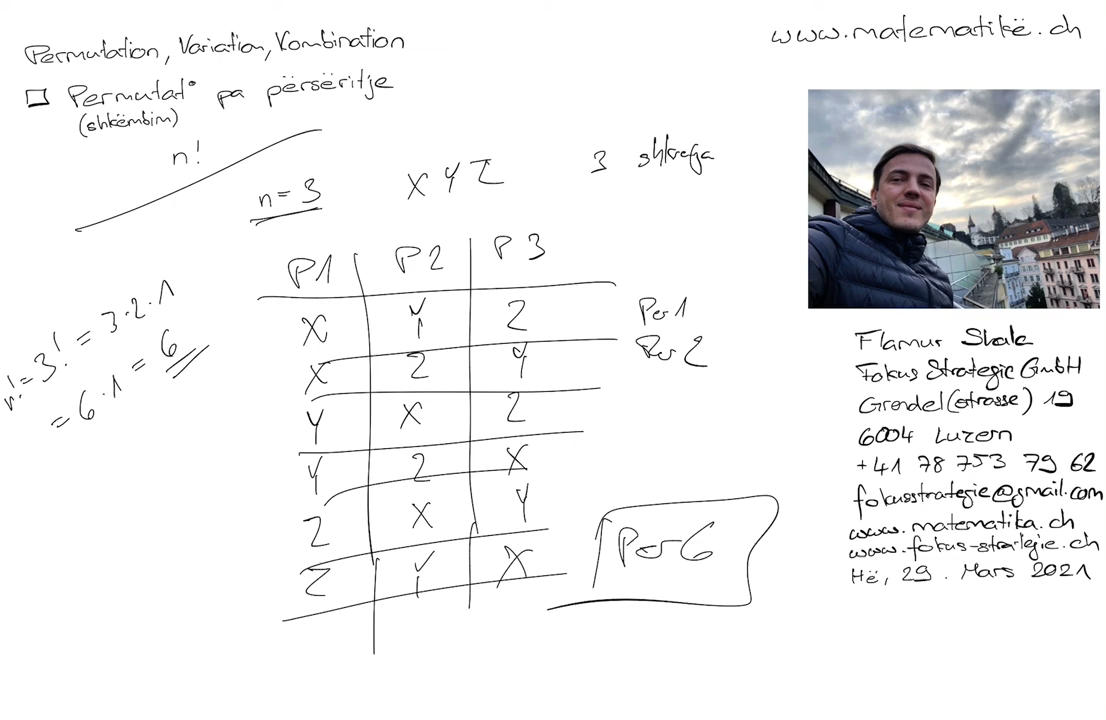 Permutation, Variation, Kombination
Permutat° pa përsëritje
(shkëmbim)
n!
n = 3
X Y Z
3
P1 P2 P3
X Y Z
X Z Y
Y X Z
Y Z X
Z X Y
Z Y X
Per 1
Per 2
Per 6
n! = 3! = 3·2·1
= 6·1 = 6
www.matematikë.ch
Flamur
Fokus Strategie GmbH
Grendel(strasse) 19
6004 Luzern
+41 78 753 79 62
fokusstrategie@gmail.com
www.matematika.ch
www.fokus-strategie.ch
Hë, 29. Mars 2021